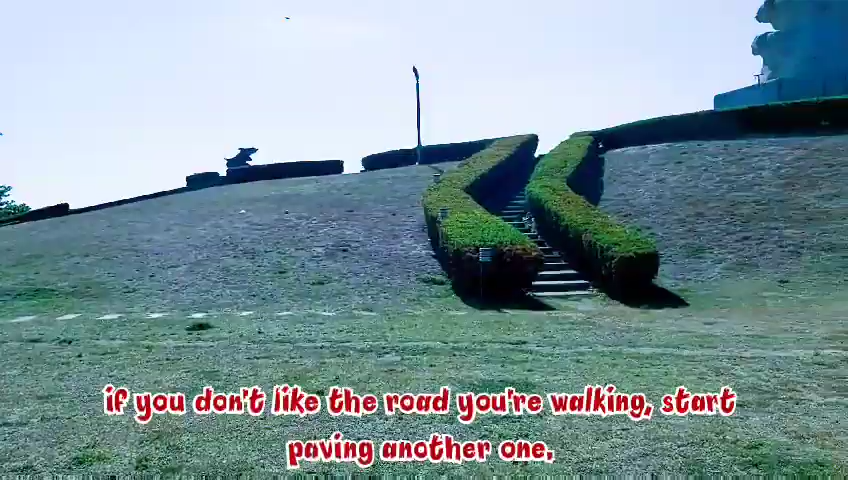 if you don't like the road you're walking, start
paving another one,